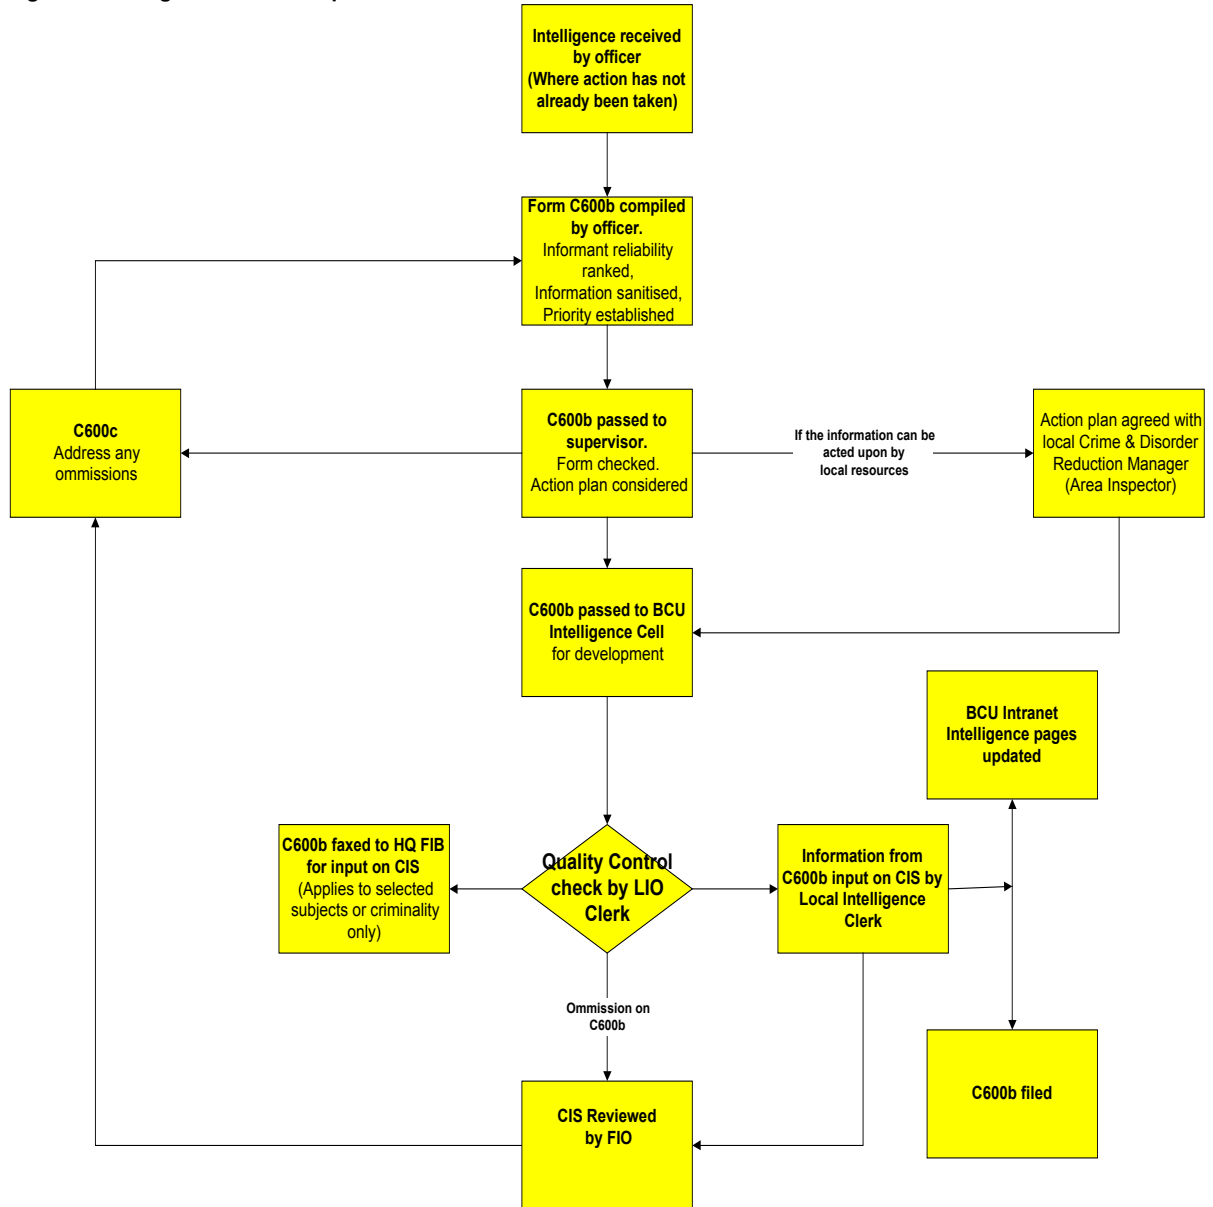 Intelligence received
by officer
(Where action has not
already been taken)
Form C600b compiled
by officer.
Informant reliability
ranked,
Information sanitised,
Priority established
C600c
Address any
ommissions
C600b passed to
supervisor.
Form checked.
Action plan considered
If the information can be
acted upon by
local resources
Action plan agreed with
local Crime & Disorder
Reduction Manager
(Area Inspector)
C600b passed to BCU
Intelligence Cell
for development
BCU Intranet
Intelligence pages
updated
C600b faxed to HQ FIB
for input on CIS
(Applies to selected
subjects or criminality
only)
Quality Control
check by LIO
Clerk
Information from
C600b input on CIS by
Local Intelligence
Clerk
Ommission on
C600b
C600b filed
CIS Reviewed
by FIO